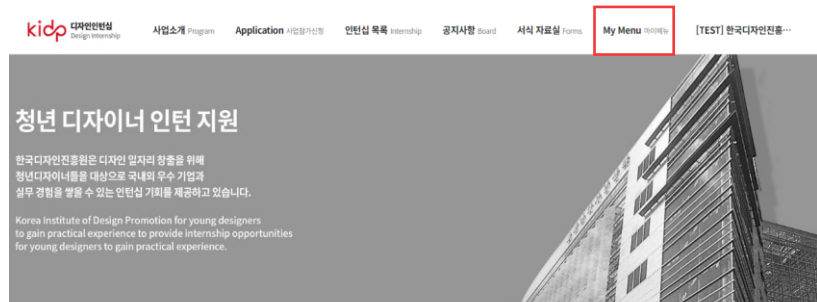 kidp 디자인인턴십
Design Internship
사업소개 Program
Application 사업참가신청
인턴십 목록 Internship
공지사항 Board
서식 자료실 Forms
My Menu 마이메뉴
[TEST] 한국디자인진흥···
청년 디자이너 인턴 지원
한국디자인진흥원은 디자인 일자리 창출을 위해
청년디자이너들을 대상으로 국내외 우수 기업과
실무 경험을 쌓을 수 있는 인턴십 기회를 제공하고 있습니다.
Korea Institute of Design Promotion for young designers
to gain practical experience to provide internship opportunities
for young designers to gain practical experience.